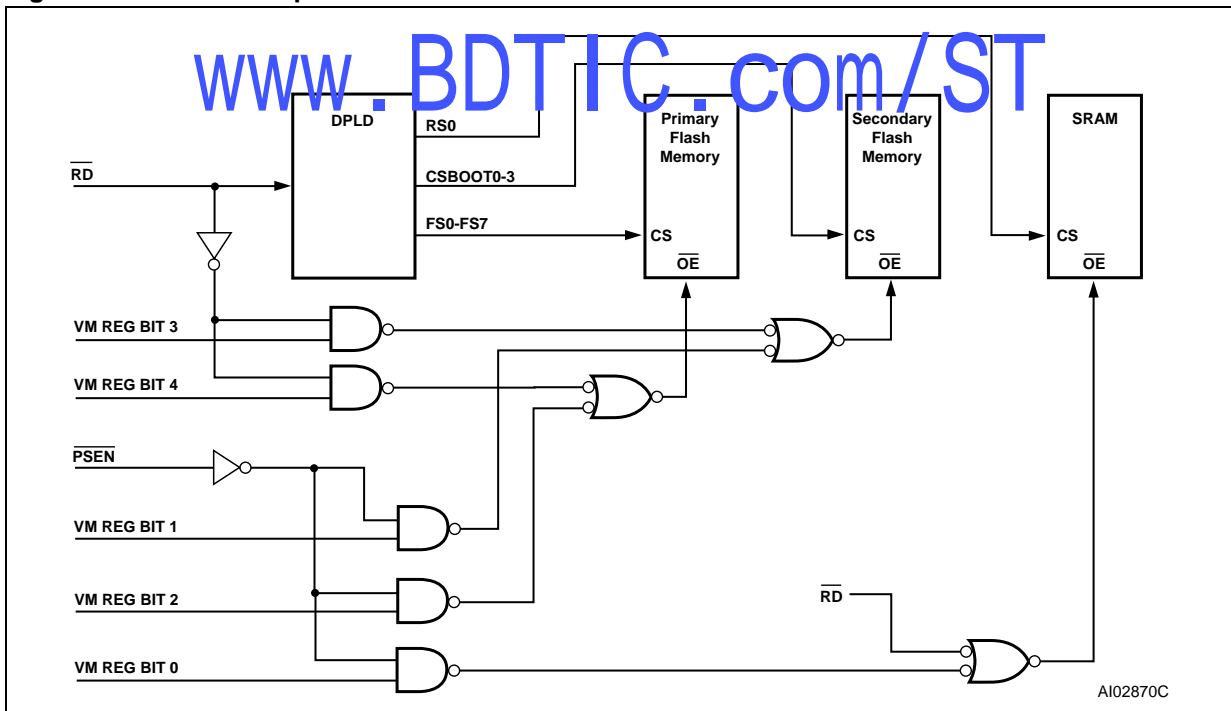 www.BDTIC.com/ST
DPLD
RS0
CSBOOT0-3
FS0-FS7
Primary
Flash
Memory
CS
OE
Secondary
Flash
Memory
CS
OE
SRAM
CS
OE
RD
VM REG BIT 3
VM REG BIT 4
PSEN
VM REG BIT 1
VM REG BIT 2
VM REG BIT 0
RD
AI02870C